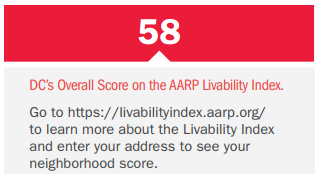 58
DC's Overall Score on the AARP Livability Index.
Go to https://livabilityindex.aarp.org/
to learn more about the Livability Index
and enter your address to see your
neighborhood score.